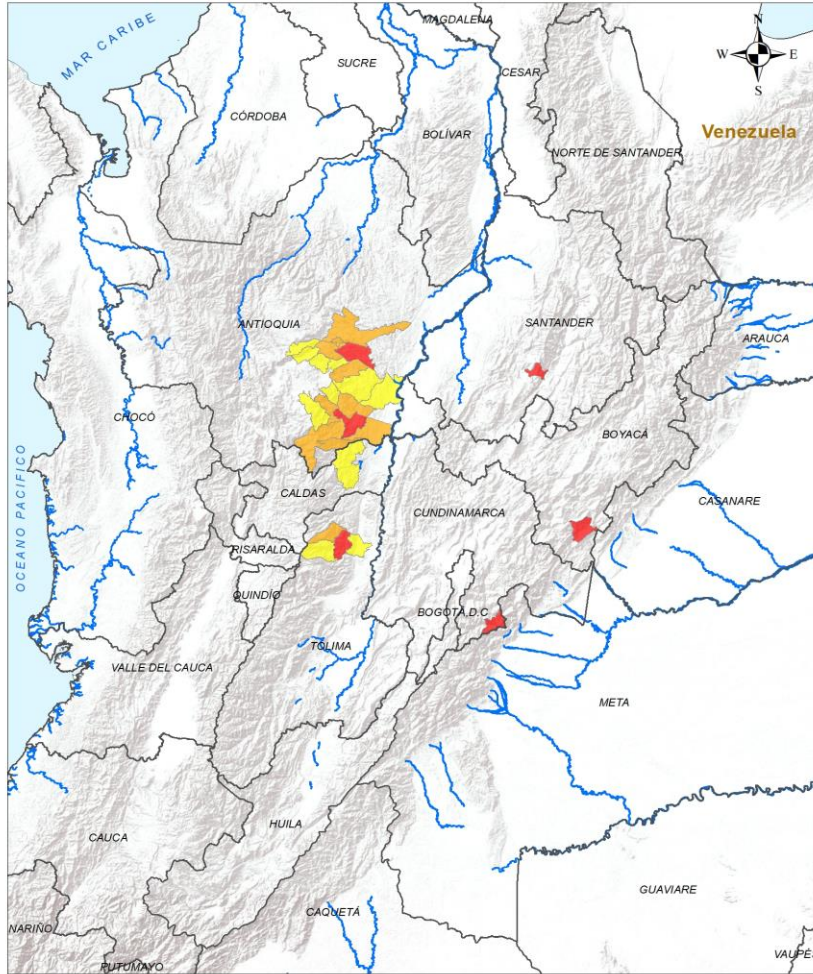 MAGDALENA
N
W E
S
MAR CARIBE
SUCRE
CESAR
CÓRDOBA
BOLÍVAR
Venezuela
NORTE DE SANTANDER
ANTIOQUIA
SANTANDER
ARAUCA
CHOCÓ
BOYACÁ
OCEANO PACIFICO
CALDAS
CUNDINAMARCA
CASANARE
RISARALDA
QUINDÍO
BOGOTÁ, D.C
TOLIMA
VALLE DEL CAUCA
META
HUILA
CAUCA
GUAVIARE
CAQUETÁ
NARIÑO
PUTUMAYO
VAUPÉS